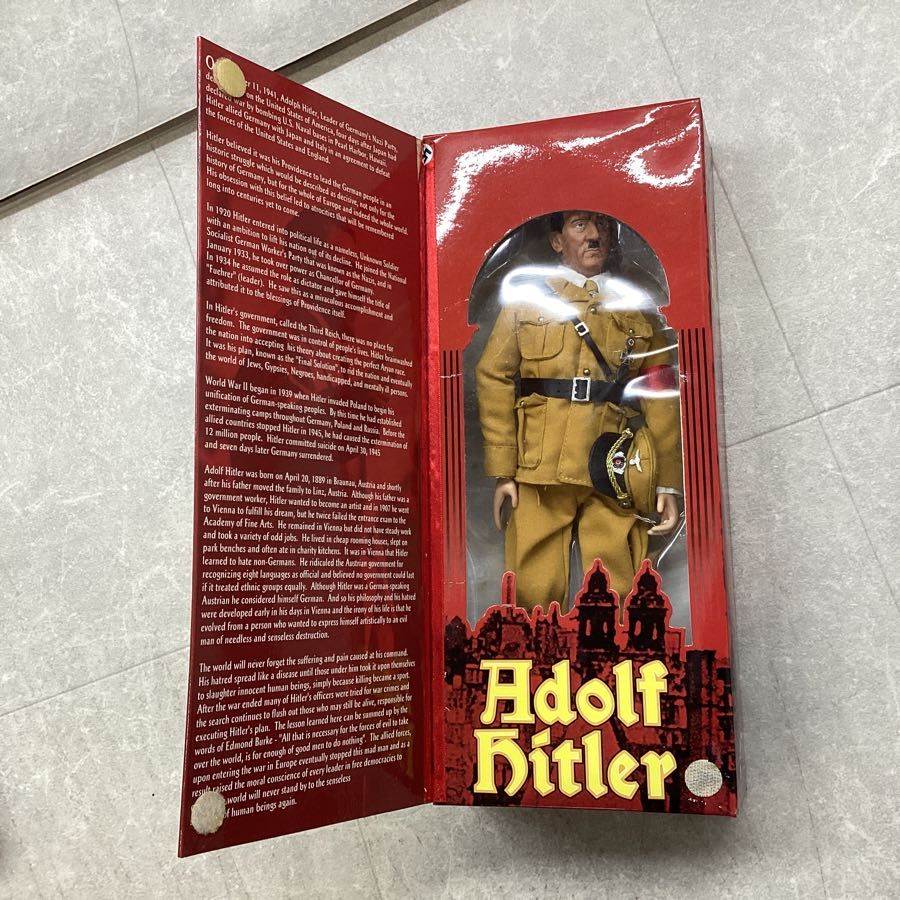 11, 1941, Adolph Hitler, Leader of Germany's Nazi Party,
on the United States of America, four days after Japan had
declared war by bombing U.S. Naval bases in Pearl Harbor, Hawaii.
Hitler allied Germany with Japan and Italy in an agreement to defeat
the forces of the United States and England.
Hitler believed it was his Providence to lead the German people in an
historic struggle which would be described as decisive, not only for the
history of Germany, but for the whole of Europe and indeed the whole world.
His obsession with this belief led to atrocities that will be remembered
long into centuries yet to come.
In 1920 Hitler entered into political life as a nameless, Unknown Soldier
with an ambition to lift his nation out of its decline. He joined the National
Socialist German Worker's Party that was known as the Nazis, and in
January 1933, he took over power as Chancellor of Germany.
In 1934 he assumed the role as dictator and gave himself the title of
"Fuehrer" (leader). He saw this as a miraculous accomplishment and
attributed it to the blessings of Providence itself.
In Hitler's government, called the Third Reich, there was no place for
freedom. The government was in control of people's lives. Hitler brainwashed
the nation into accepting his theory about creating the perfect Aryan race.
It was his plan, known as the "Final Solution", to rid the nation and eventually
the world of Jews, Gypsies, Negroes, handicapped, and mentally ill persons.
World War II began in 1939 when Hitler invaded Poland to begin his
unification of German-speaking peoples. By this time he had established
exterminating camps throughout Germany, Poland and Russia. Before the
allied countries stopped Hitler in 1945, he had caused the extermination of
12 million people. Hitler committed suicide on April 30, 1945
and seven days later Germany surrendered.
Adolf Hitler was born on April 20, 1889 in Braunau, Austria and shortly
after his father moved the family to Linz, Austria. Although his father was a
government worker, Hitler wanted to become an artist and in 1907 he went
to Vienna to fulfill his dream, but he twice failed the entrance exam to the
Academy of Fine Arts. He remained in Vienna but did not have steady work
and took a variety of odd jobs. He lived in cheap rooming houses, slept on
park benches and often ate in charity kitchens. It was in Vienna that Hitler
learned to hate non-Germans. He ridiculed the Austrian government for
recognizing eight languages as official and believed no government could last
if it treated ethnic groups equally. Although Hitler was a German-speaking
Austrian he considered himself German. And so his philosophy and his hatred
were developed early in his days in Vienna and the irony of his life is that he
evolved from a person who wanted to express himself artistically to an evil
man of needless and senseless destruction.
The world will never forget the suffering and pain caused at his command.
His hatred spread like a disease until those under him took it upon themselves
to slaughter innocent human beings, simply because killing became a sport.
After the war ended many of Hitler's officers were tried for war crimes and
the search continues to flush out those who may still be alive, responsible for
executing Hitler's plan. The lesson learned here can be summed up by the
words of Edmond Burke - "All that is necessary for the forces of evil to take
over the world, is for enough of good men to do nothing". The allied forces,
upon entering the war in Europe eventually stopped this mad man and as a
result raised the moral conscience of every leader in free democracies to
world will never stand by to the senseless
of human beings again.
Adolf
Hitler